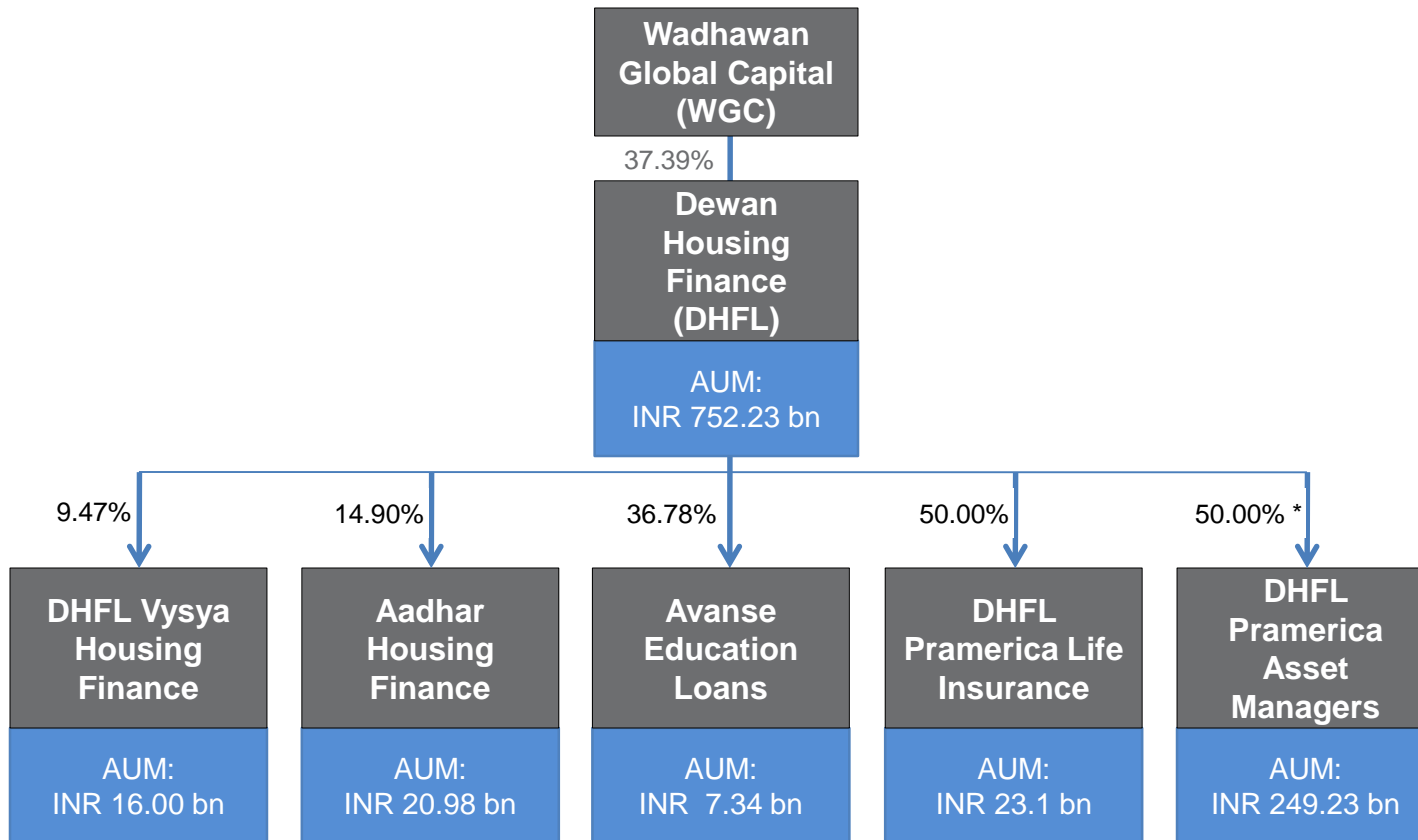 Wadhawan
Global Capital
(WGC)
37.39%
Dewan
Housing
Finance
(DHFL)
AUM:
INR 752.23 bn
9.47%
14.90%
36.78%
50.00%
50.00% *
DHFL Vysya
Housing
Finance
AUM:
INR 16.00 bn
Aadhar
Housing
Finance
AUM:
INR 20.98 bn
Avanse
Education
Loans
AUM:
INR 7.34 bn
DHFL
Pramerica Life
Insurance
AUM:
INR 23.1 bn
DHFL
Pramerica
Asset
Managers
AUM:
INR 249.23 bn